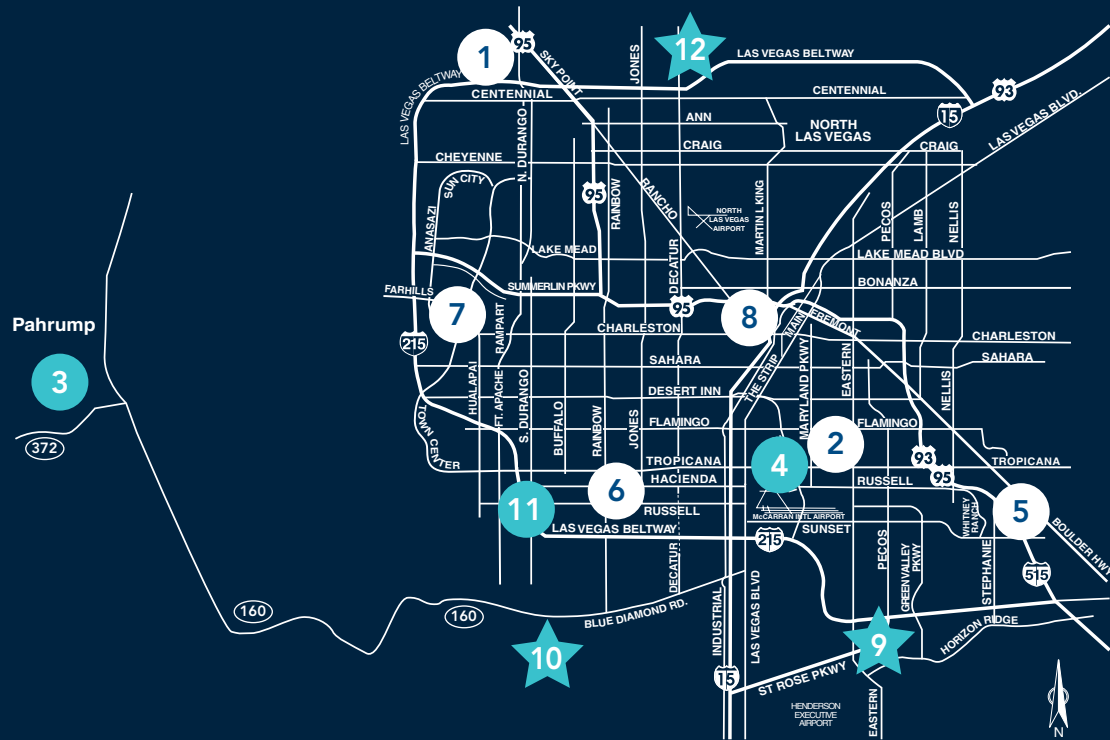 1
95
SKY POINT
JONES
12
LAS VEGAS BELTWAY
93
LAS VEGAS BELTWAY
CENTENNIAL
CENTENNIAL
15
LAS VEGAS BLVD.
N. DURANGO
ANN
NORTH
LAS VEGAS
CRAIG
CRAIG
CHEYENNE
SUN CITY
95
RAINBOW
RANCHO
MARTIN L KING
PECOS
LAMB
NELLIS
ANASAZI
NORTH
LAS VEGAS
AIRPORT
LAKE MEAD
DECATUR
LAKE MEAD BLVD
FARHILLS
SUMMERLIN PKWY
BONANZA
95
7
8
Pahrump
3
372
215
RAMPART
CHARLESTON
MAIN
FREMONT
CHARLESTON
SAHARA
SAHARA
THE STRIP
MARYLAND PKWY
EASTERN
HUALAPAI
FT. APACHE
S. DURANGO
DESERT INN
NELLIS
TOWN CENTER
BUFFALO
RAINBOW
JONES
FLAMINGO
FLAMINGO
2
4
93
TROPICANA
TROPICANA
95
HACIENDA
6
RUSSELL
RUSSELL
11
McCARRAN INTL AIRPORT
WHITNEY
RANCH
5
LAS VEGAS BELTWAY
SUNSET
BOULDER HWY
215
DECATUR
PECOS
GREENVALLEY
PKWY
STEPHANIE
515
160
160
BLUE DIAMOND RD.
INDUSTRIAL
LAS VEGAS BLVD
9
HORIZON RIDGE
10
15
ST ROSE PKWY
HENDERSON
EXECUTIVE
AIRPORT
EASTERN
N